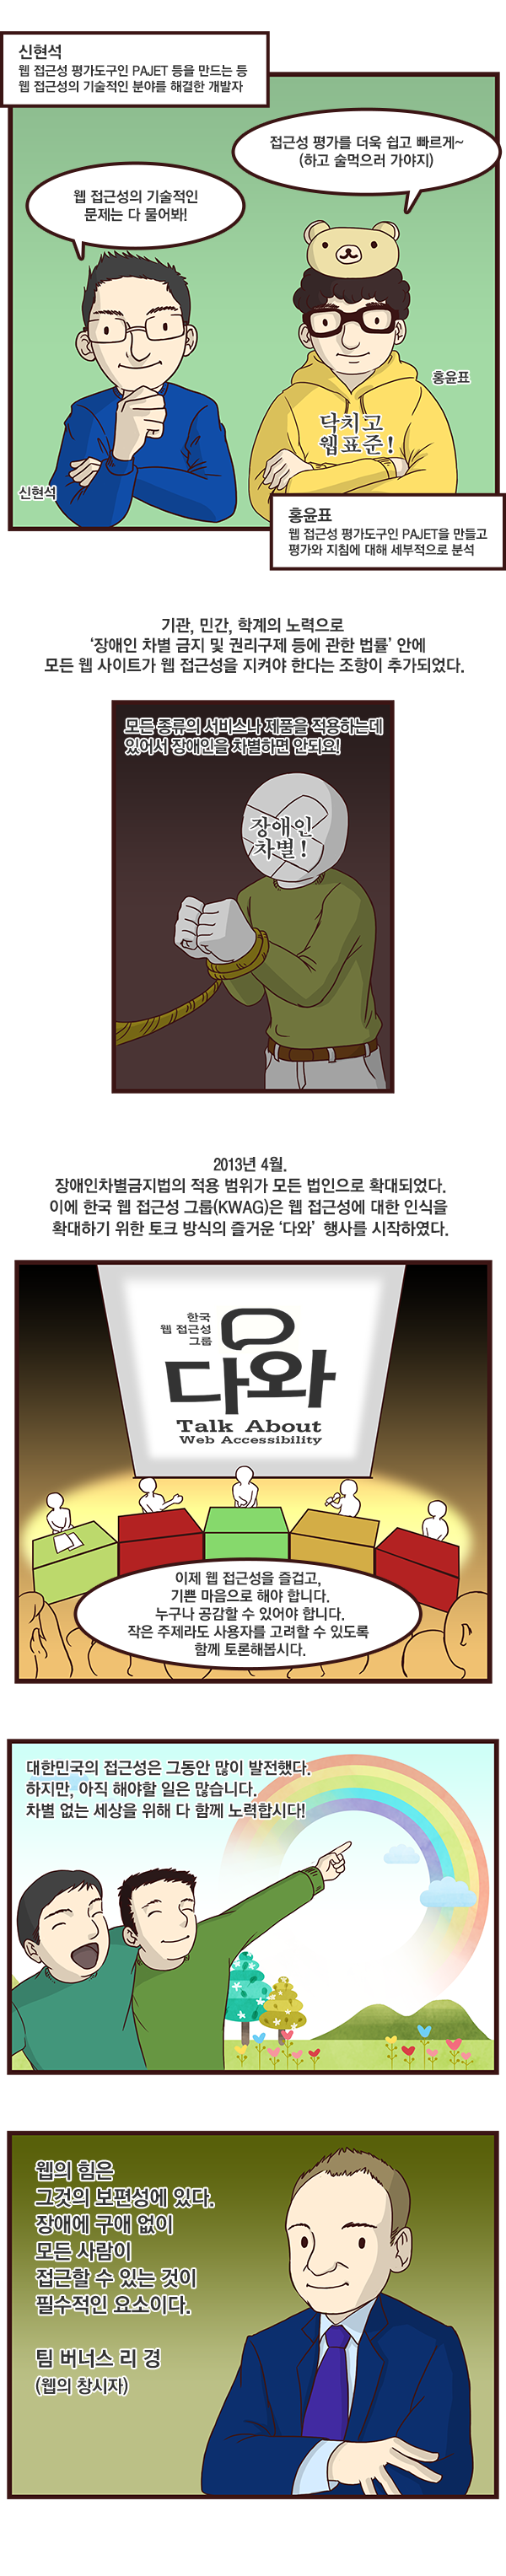 신현석
웹 접근성 평가도구인 PAJET 등을 만드는 등
웹 접근성의 기술적인 분야를 해결한 개발자
접근성 평가를 더욱 쉽고 빠르게~
(하고 술먹으러 가야지)
웹 접근성의 기술적인
문제는 다 물어봐!
홍윤표
닥치고
웹표준!
신현석
홍윤표
웹 접근성 평가도구인 PAJET을 만들고
평가와 지침에 대해 세부적으로 분석
기관, 민간, 학계의 노력으로
‘장애인 차별 금지 및 권리구제 등에 관한 법률’ 안에
모든 웹 사이트가 웹 접근성을 지켜야 한다는 조항이 추가되었다.
모든 종류의 서비스나 제품을 적용하는데
있어서 장애인을 차별하면 안되요!
장애인
차별!
2013년 4월.
장애인차별금지법의 적용 범위가 모든 법인으로 확대되었다.
이에 한국 웹 접근성 그룹(KWAG)은 웹 접근성에 대한 인식을
확대하기 위한 토크 방식의 즐거운 ‘다와’ 행사를 시작하였다.
한국
웹 접근성
그룹
다와
Talk About
Web Accessibility
이제 웹 접근성을 즐겁고,
기쁜 마음으로 해야 합니다.
누구나 공감할 수 있어야 합니다.
작은 주제라도 사용자를 고려할 수 있도록
함께 토론해봅시다.
대한민국의 접근성은 그동안 많이 발전했다.
하지만, 아직 해야할 일은 많습니다.
차별 없는 세상을 위해 다 함께 노력합시다!
웹의 힘은
그것의 보편성에 있다.
장애에 구애 없이
모든 사람이
접근할 수 있는 것이
필수적인 요소이다.
팀 버너스 리 경
(웹의 창시자)